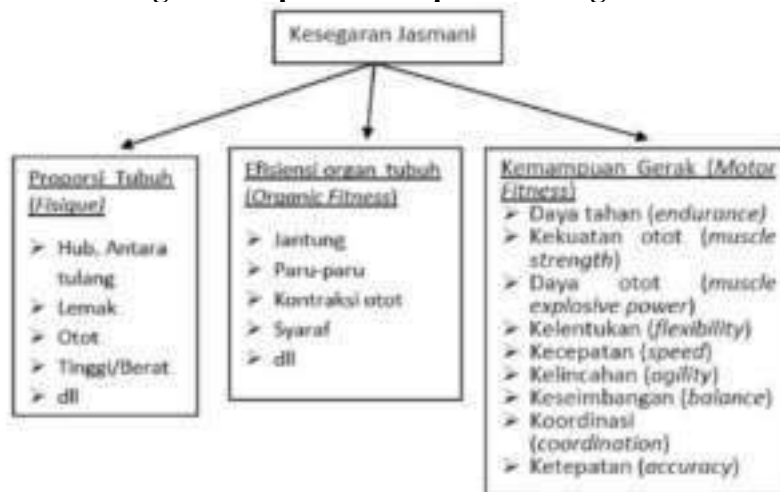 Kesegaran Jasmani
Proporsi Tubuh
(Fisique)
➢ Hub. Antara
tulang
➢ Lemak
➢ Otot
➢ Tinggi/Berat
➢ dll
Efisiensi organ tubuh
(Organic Fitness)
➢ Jantung
➢ Paru-paru
➢ Kontraksi otot
➢ Syaraf
➢ dll
Kemampuan Gerak (Motor
Fitness)
➢ Daya tahan (endurance)
➢ Kekuatan otot (muscle
strength)
➢ Daya otot (muscle
explosive power)
➢ Kelentukan (flexibility)
➢ Kecepatan (speed)
➢ Kelincahan (agility)
➢ Keseimbangan (balance)
➢ Koordinasi
(coordination)
➢ Ketepatan (accuracy)